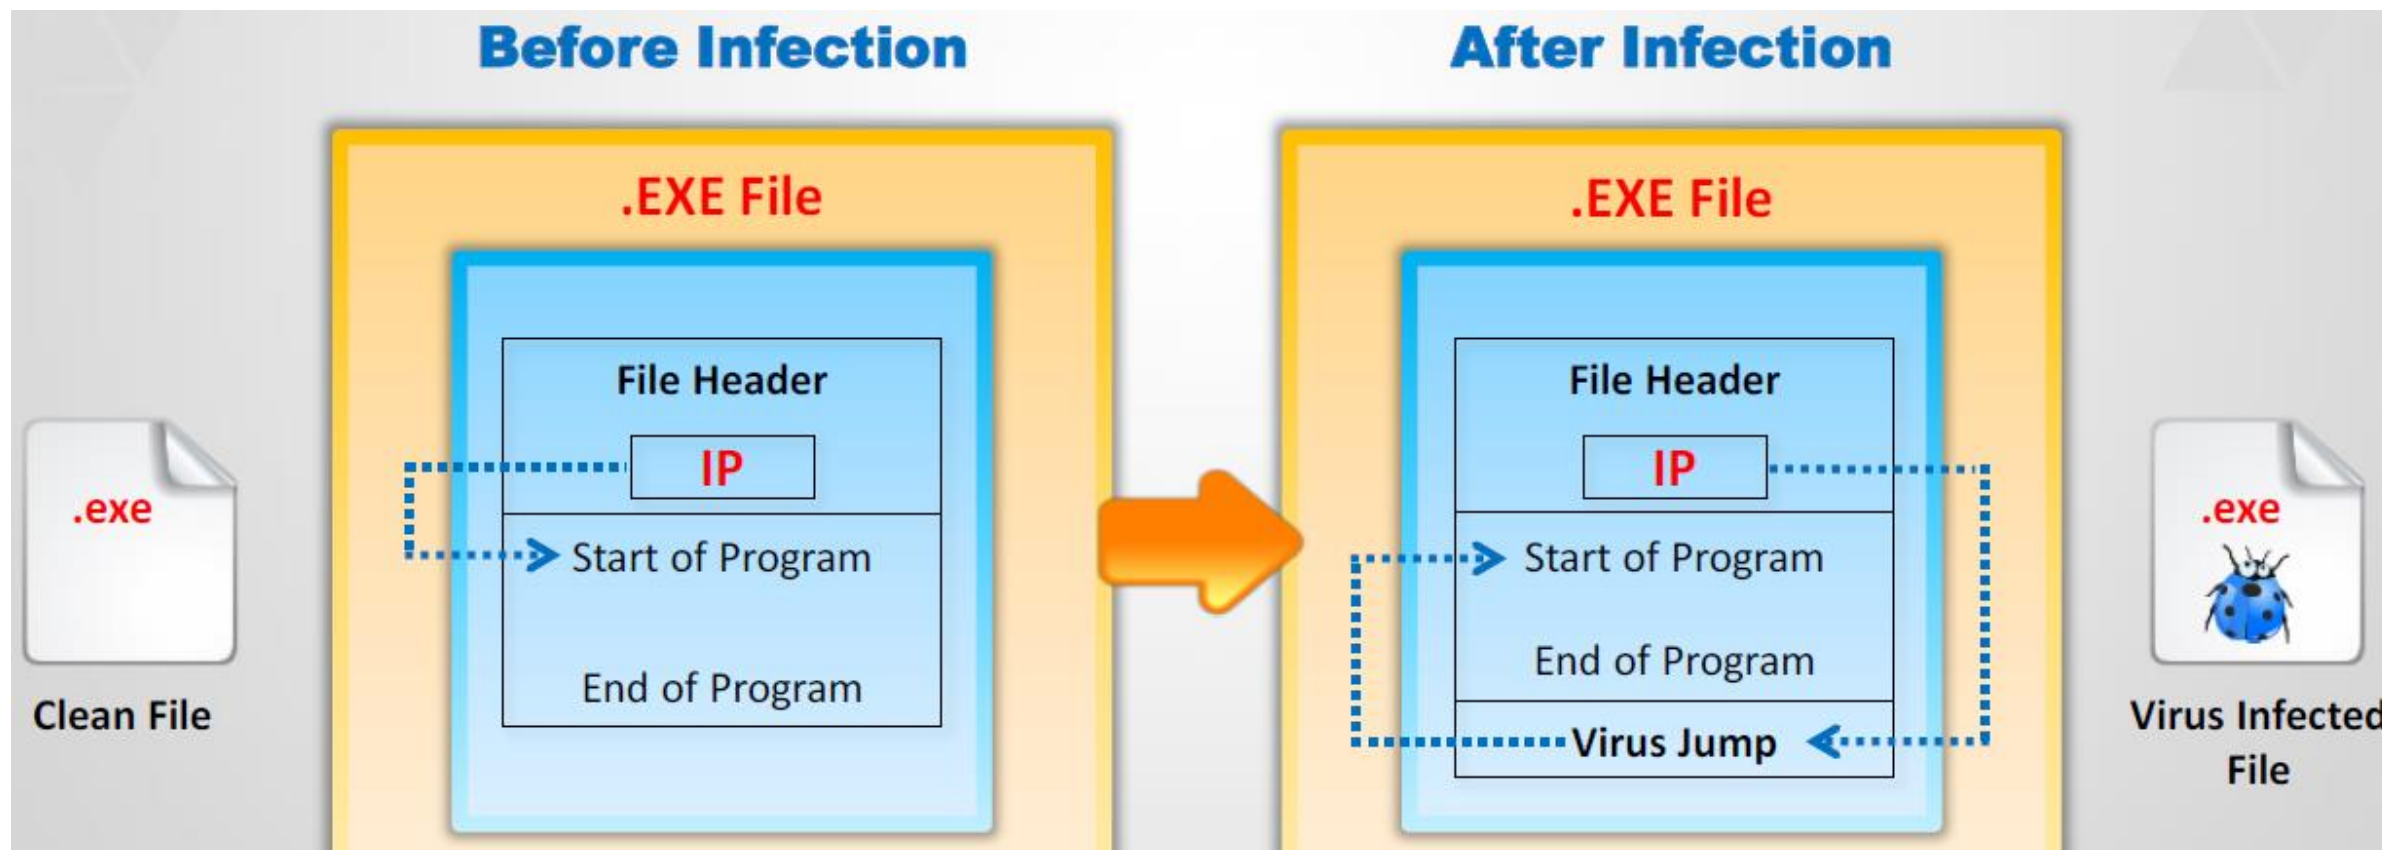 Before Infection
After Infection
.EXE File
.EXE File
File Header
IP
Start of Program
End of Program
File Header
IP
Start of Program
End of Program
Virus Jump
.exe
Clean File
.exe
Virus Infected
File